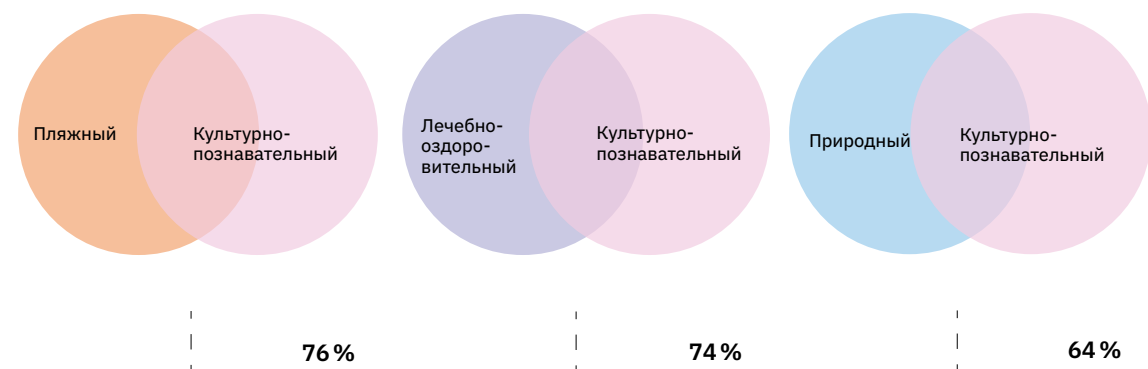 Пляжный
Культурно-
познавательный
Лечебно-
оздоро-
вительный
Культурно-
познавательный
Природный
Культурно-
познавательный
76 %
74 %
64 %